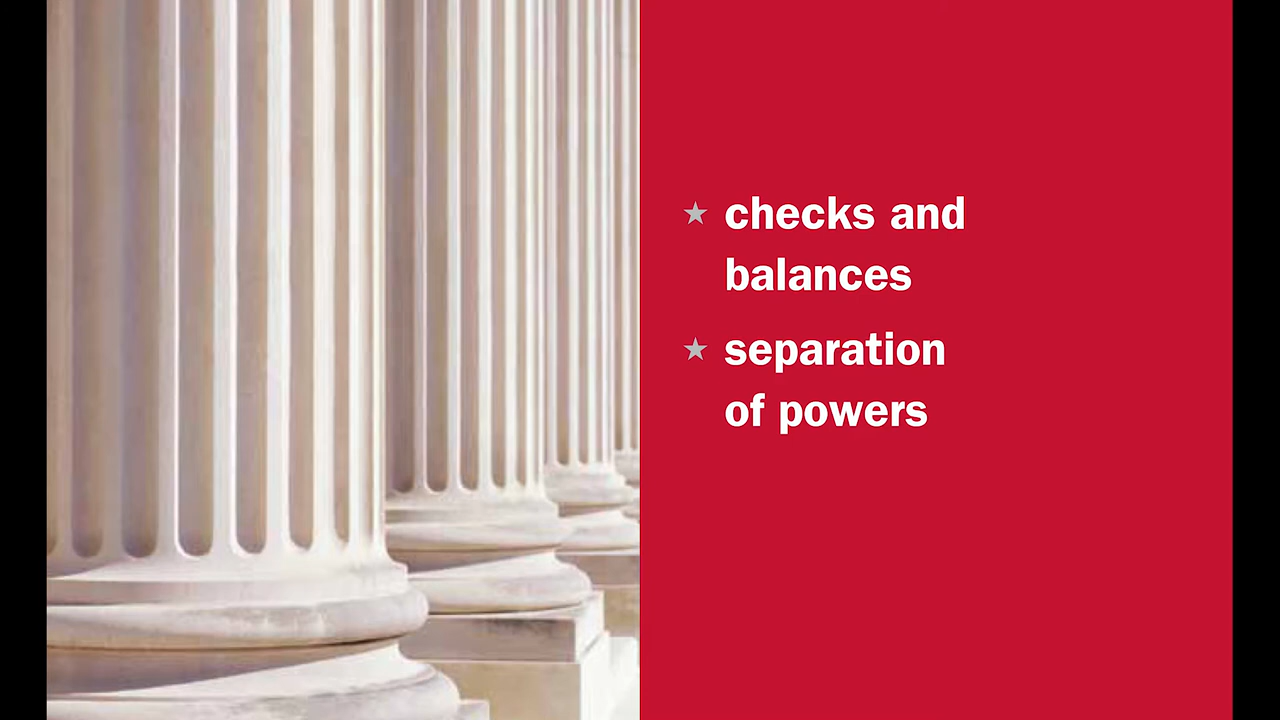 checks and
balances
separation
of powers